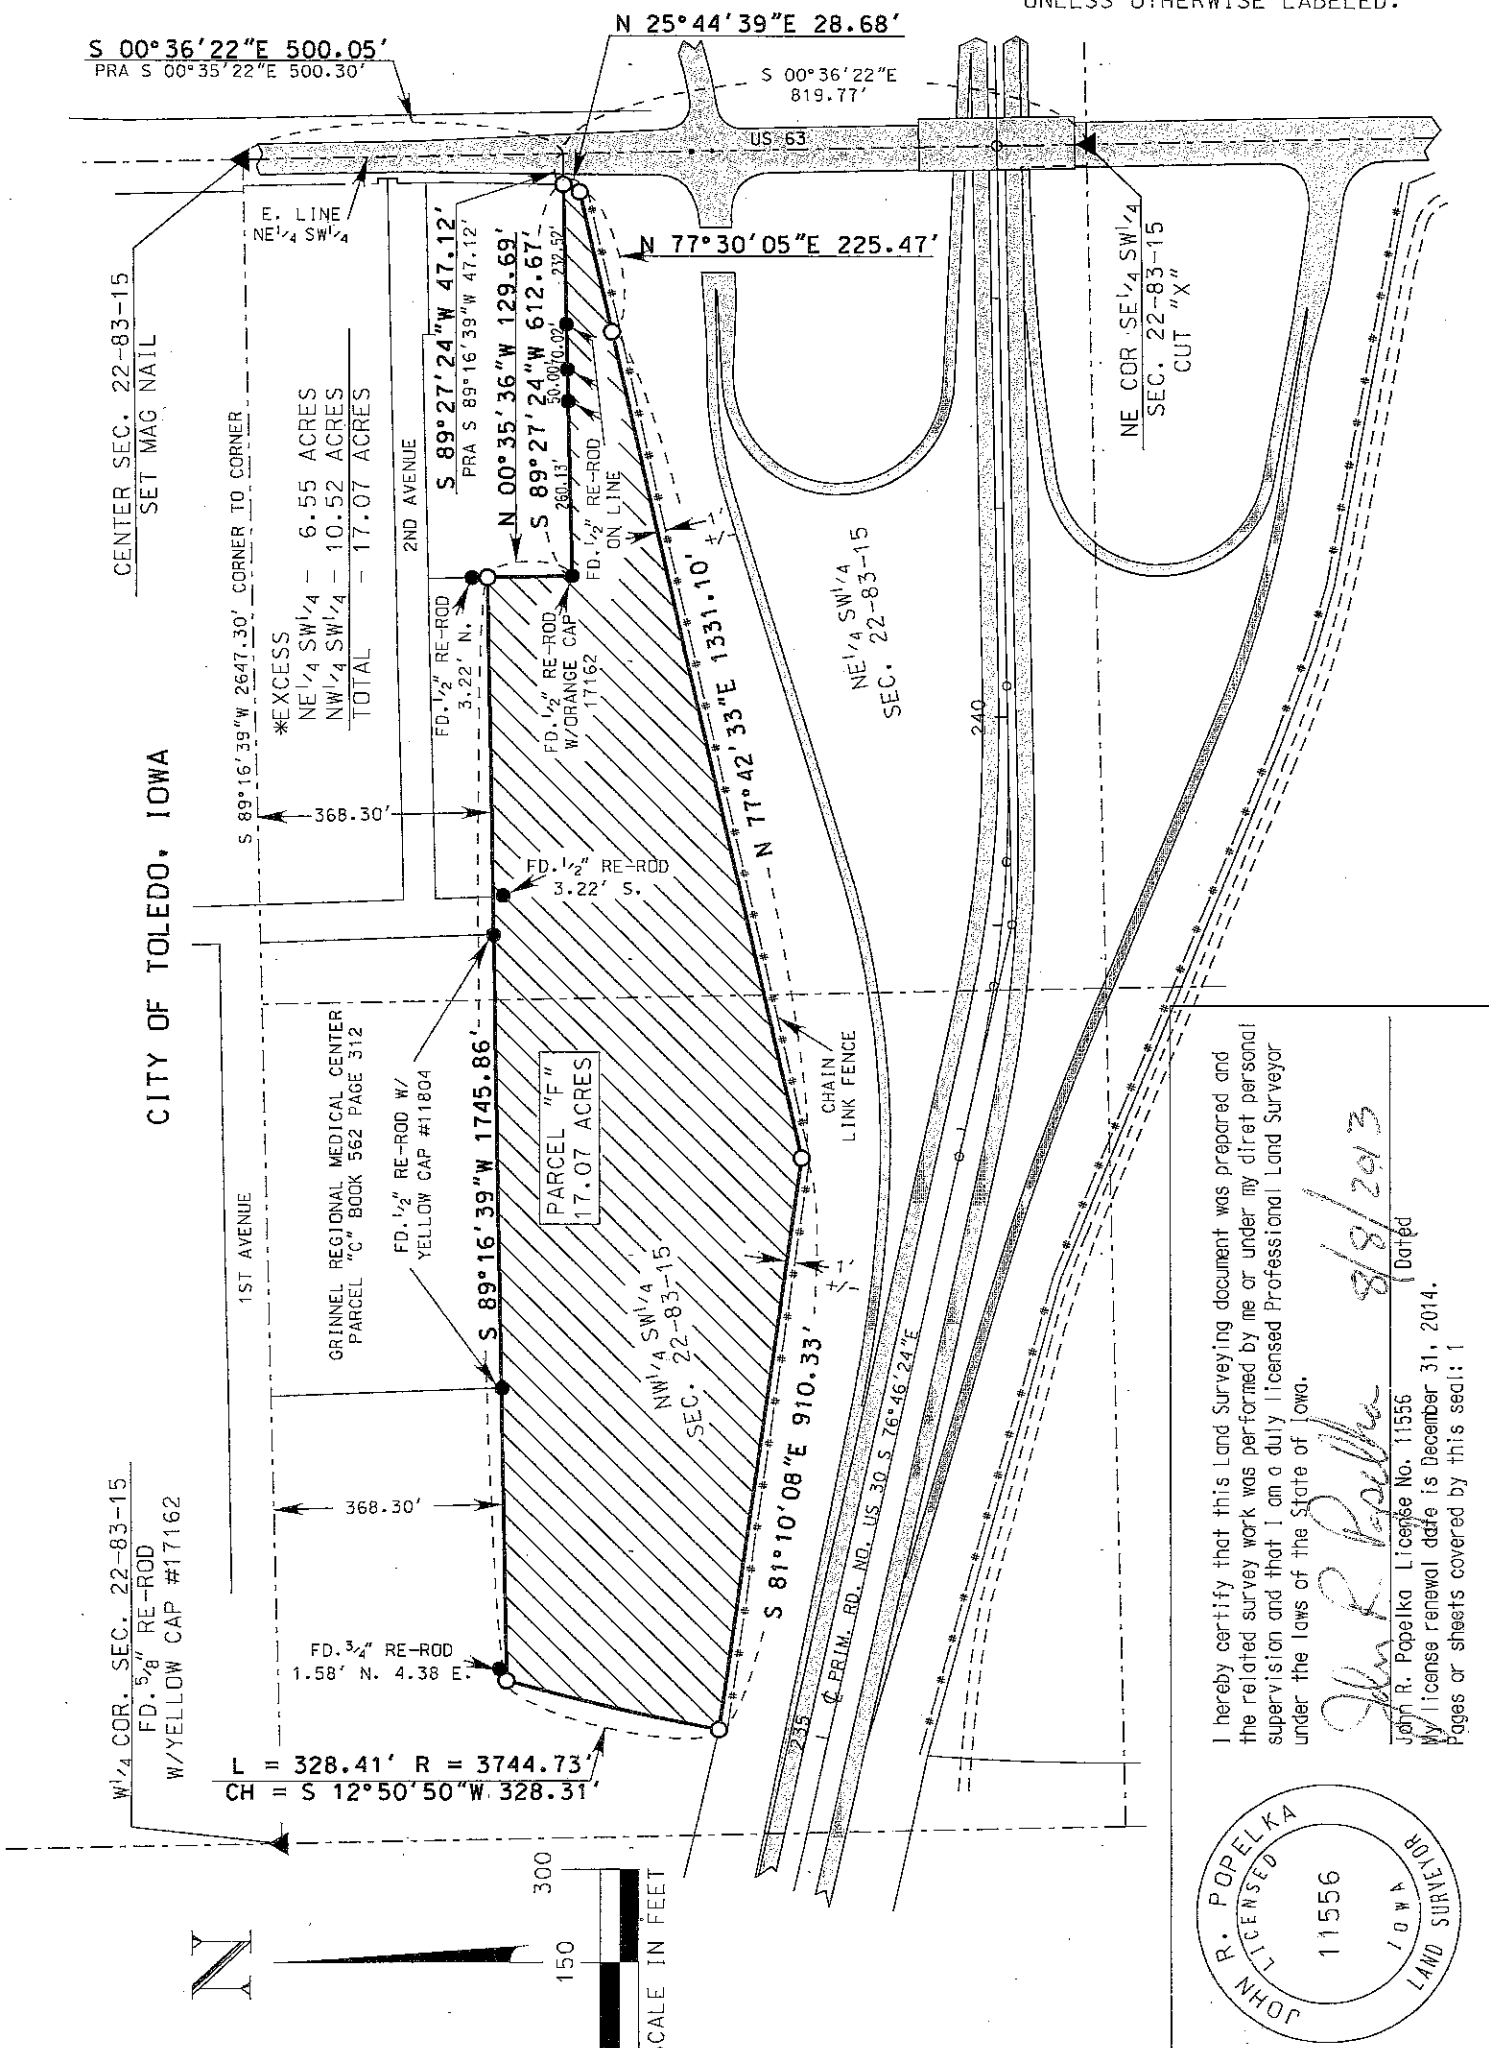 UNLESS OTHERWISE LABELED.
N 25°44'39"E 28.68'
S 00°36'22"E 500.05'
PRA S 00°35'22"E 500.30'
S 00°36'22"E
819.77'
US 63
E. LINE
NE1/4 SW1/4
N 77°30'05"E 225.47'
CENTER SEC. 22-83-15
SET MAG NAIL
S 89°16'39"W 2647.30' CORNER TO CORNER
*EXCESS
NE1/4 SW1/4 - 6.55 ACRES
NW1/4 SW1/4 - 10.52 ACRES
TOTAL - 17.07 ACRES
2ND AVENUE
S 89°27'24"W 47.12'
PRA S 89°16'39"W 47.12'
N 00°35'36"W 129.69'
S 89°27'24"W 612.67'
232.52'
70.02'
50.00'
260.13'
FD. 1/2" RE-ROD
ON LINE
1'
+/-
NE COR SE1/4 SW1/4
SEC. 22-83-15
CUT "X"
FD. 1/2" RE-ROD
3.22' N.
FD. 1/2" RE-ROD
W/ORANGE CAP
17162
NE1/4 SW1/4
SEC. 22-83-15
N 77°42'33"E 1331.10'
240
CITY OF TOLEDO, IOWA
368.30'
FD. 1/2" RE-ROD
3.22' S.
GRINNEL REGIONAL MEDICAL CENTER
PARCEL "C" BOOK 562 PAGE 312
FD. 1/2" RE-ROD W/
YELLOW CAP #11804
S 89°16'39"W 1745.86'
PARCEL "F"
17.07 ACRES
CHAIN
LINK FENCE
1ST AVENUE
NW1/4 SW1/4
SEC. 22-83-15
1'
+/-
S 81°10'08"E 910.33'
℄ PRIM. RD. NO. US 30 S 76°46'24"E
235
W1/4 COR. SEC. 22-83-15
FD. 5/8" RE-ROD
W/YELLOW CAP #17162
368.30'
FD. 3/4" RE-ROD
1.58' N. 4.38 E.
L = 328.41' R = 3744.73'
CH = S 12°50'50"W 328.31'
N
150
300
SCALE IN FEET
I hereby certify that this Land Surveying document was prepared and
the related survey work was performed by me or under my diret personal
supervision and that I am a duly licensed Professional Land Surveyor
under the laws of the State of Iowa.
John R Popelka 8/8/2013
John R. Popelka License No. 11556 Dated
My license renewal date is December 31, 2014.
Pages or sheets covered by this seal: 1
JOHN R. POPELKA
LICENSED
11556
IOWA
LAND SURVEYOR